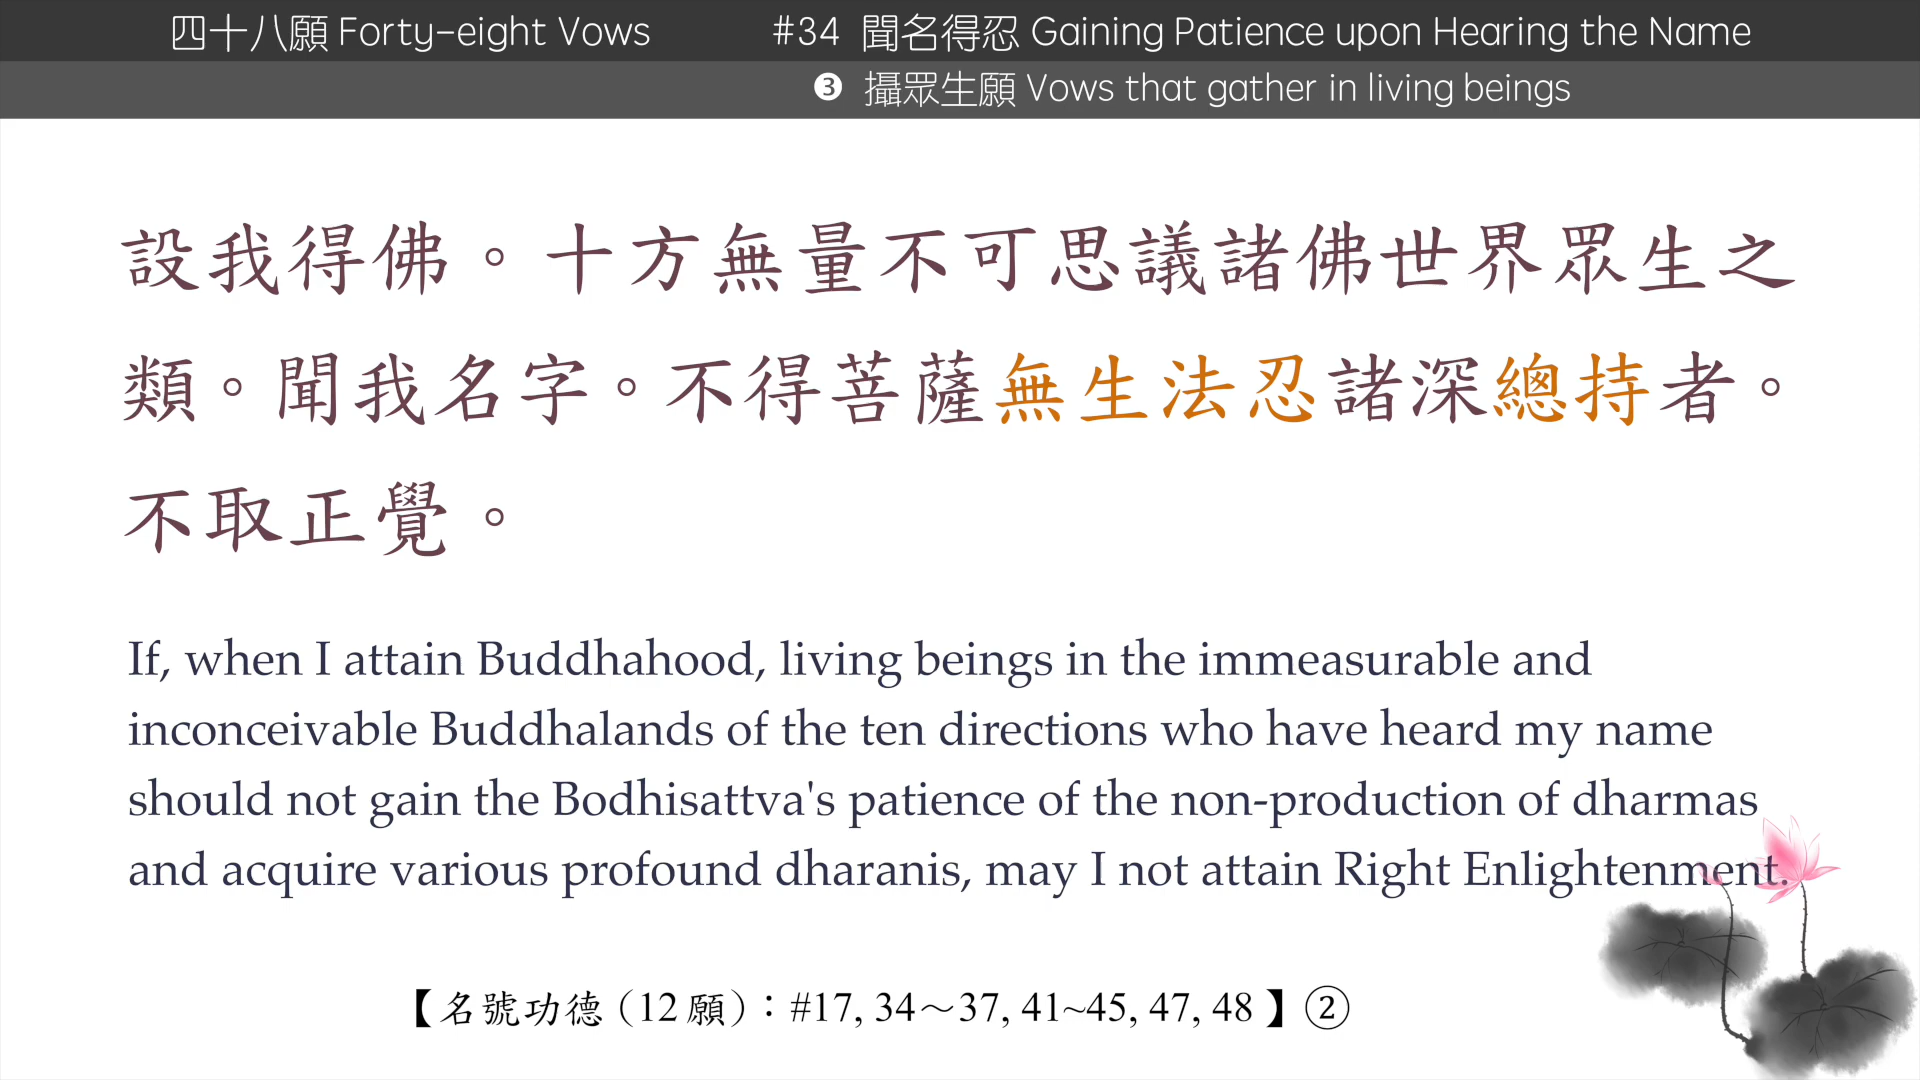 四十八願 Forty-eight Vows #34 聞名得忍 Gaining Patience upon Hearing the Name
❸ 攝眾生願 Vows that gather in living beings
設我得佛。十方無量不可思議諸佛世界眾生之
類。聞我名字。不得菩薩無生法忍諸深總持者。
不取正覺。
If, when I attain Buddhahood, living beings in the immeasurable and
inconceivable Buddhalands of the ten directions who have heard my name
should not gain the Bodhisattva's patience of the non-production of dharmas
and acquire various profound dharanis, may I not attain Right Enlightenment.
【名號功德（12 願）：#17, 34～37, 41~45, 47, 48 】②